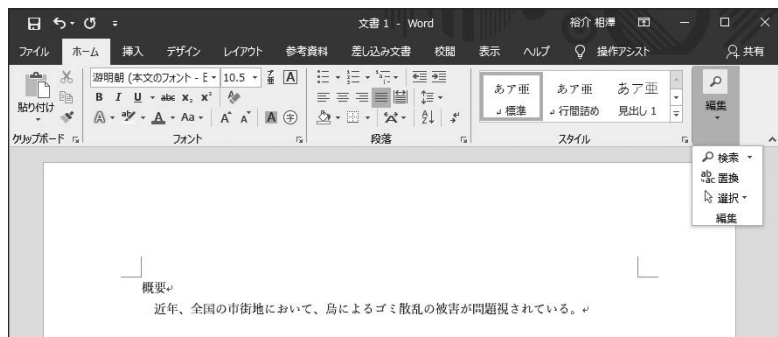 文書 1 - Word
裕介 相澤
ファイル ホーム 挿入 デザイン レイアウト 参考資料 差し込み文書 校閲 表示 ヘルプ 操作アシスト 共有
貼り付け
游明朝 (本文のフォント - E 10.5
B I U abc x₂ x²
A aby A Aa A A A 字
クリップボード
フォント
段落
あア亜 標準
あア亜 行間詰め
あア亜 見出し 1
スタイル
編集
検索
置換
選択
編集
概要
近年、全国の市街地において、烏によるゴミ散乱の被害が問題視されている。